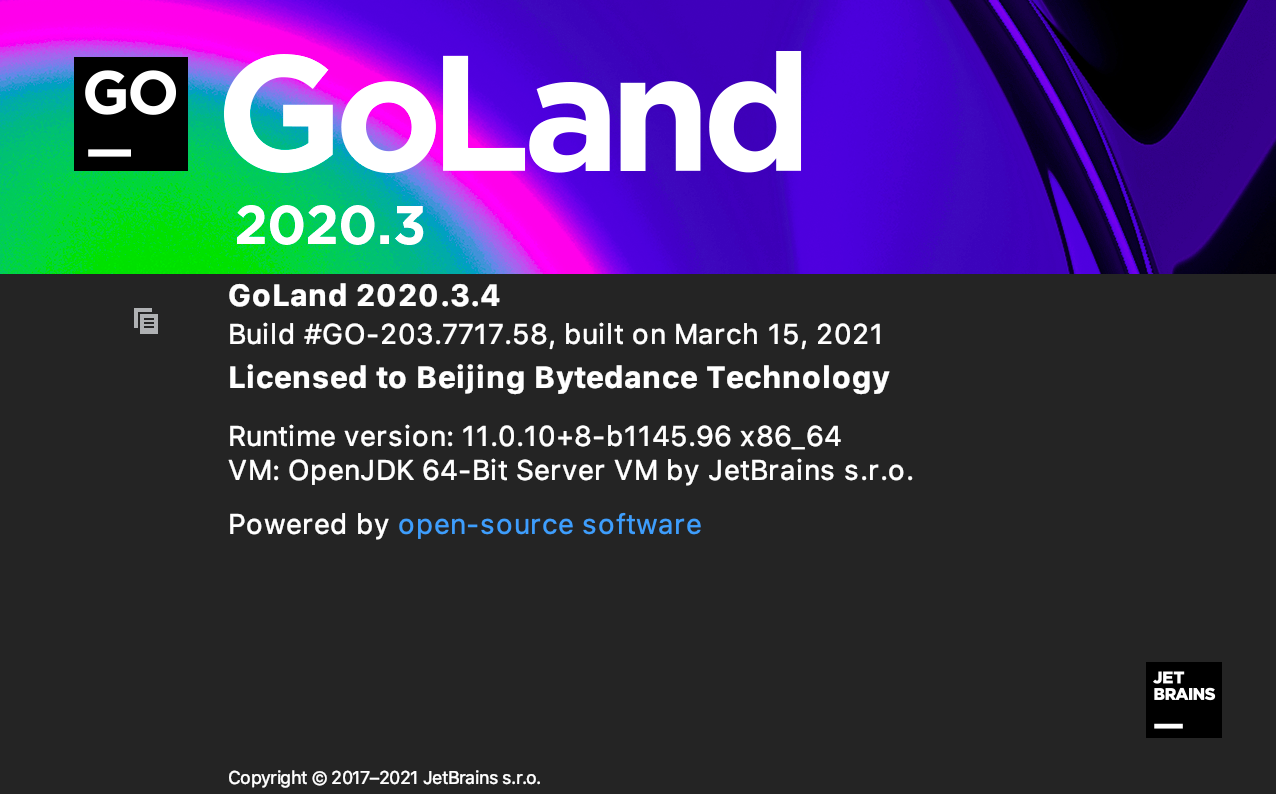 GO
GoLand
2020.3
GoLand 2020.3.4
Build #GO-203.7717.58, built on March 15, 2021
Licensed to Beijing Bytedance Technology
Runtime version: 11.0.10+8-b1145.96 x86_64
VM: OpenJDK 64-Bit Server VM by JetBrains s.r.o.
Powered by open-source software
JET
BRAINS
Copyright © 2017–2021 JetBrains s.r.o.